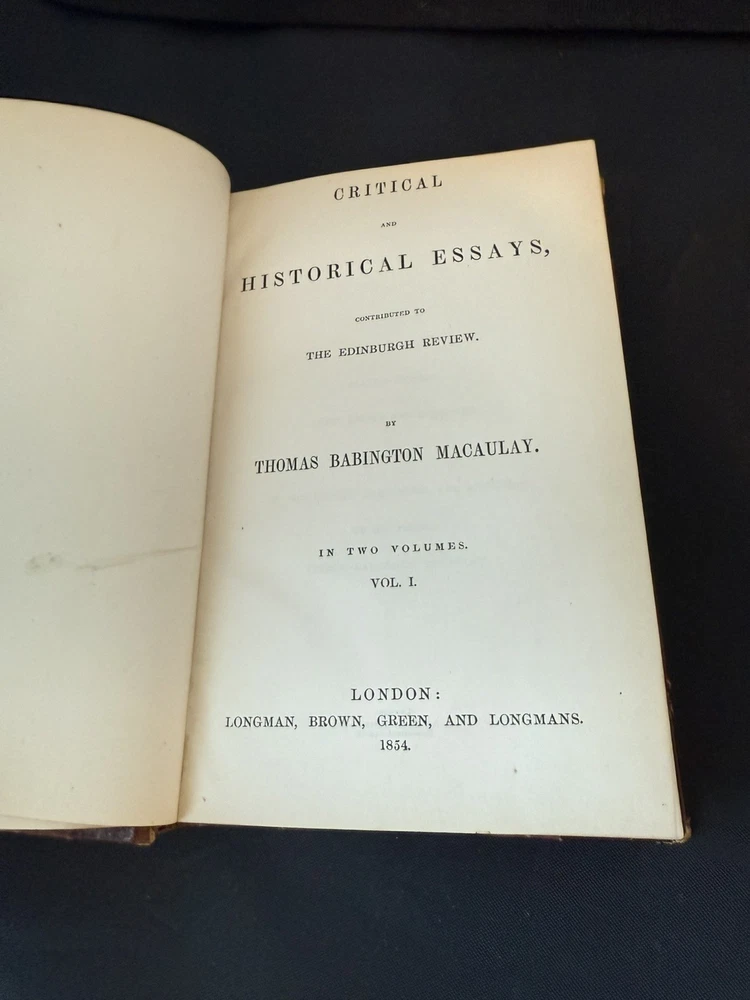 CRITICAL
AND
HISTORICAL ESSAYS,
CONTRIBUTED TO
THE EDINBURGH REVIEW.
BY
THOMAS BABINGTON MACAULAY.
IN TWO VOLUMES.
VOL. I.
LONDON:
LONGMAN, BROWN, GREEN, AND LONGMANS.
1854.